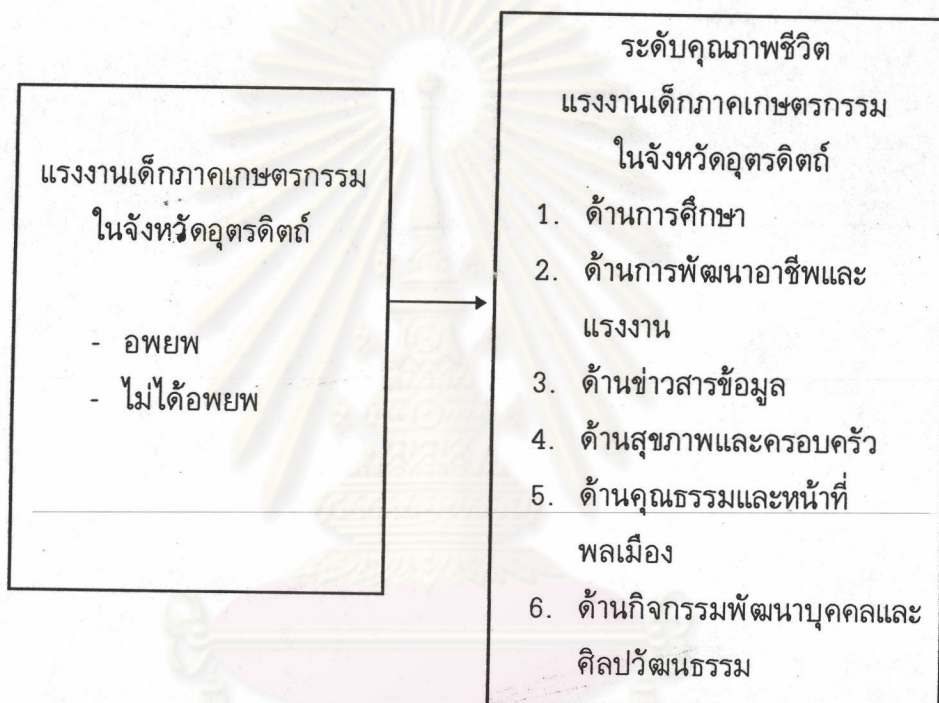 แรงงานเด็กภาคเกษตรกรรม
ในจังหวัดอุตรดิตถ์
- อพยพ
- ไม่ได้อพยพ
ระดับคุณภาพชีวิต
แรงงานเด็กภาคเกษตรกรรม
ในจังหวัดอุตรดิตถ์
1. ด้านการศึกษา
2. ด้านการพัฒนาอาชีพและ
แรงงาน
3. ด้านข่าวสารข้อมูล
4. ด้านสุขภาพและครอบครัว
5. ด้านคุณธรรมและหน้าที่
พลเมือง
6. ด้านกิจกรรมพัฒนาบุคคลและ
ศิลปวัฒนธรรม